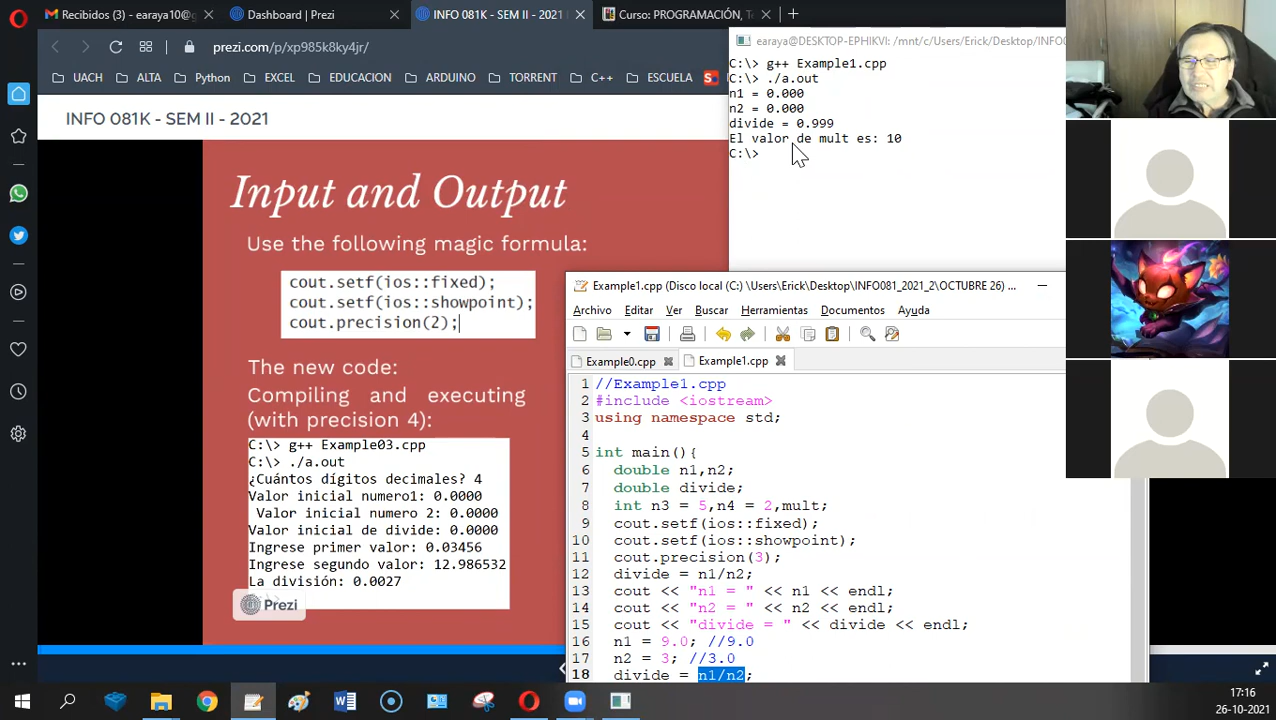 Recibidos (3) - earaya10@g
Dashboard | Prezi
INFO 081K - SEM II - 2021
Curso: PROGRAMACIÓN, T
prezi.com/p/xp985k8ky4jr/
UACH
ALTA
Python
EXCEL
EDUCATION
ARDUINO
TORRENT
C++
ESCUELA
INFO 081K - SEM II - 2021
Input and Output
Use the following magic formula:
cout.setf(ios::fixed);
cout.setf(ios::showpoint);
cout.precision(2);
The new code:
Compiling and executing
(with precision 4):
C:\> g++ Example03.cpp
C:\> ./a.out
¿Cuántos dígitos decimales? 4
Valor inicial numero1: 0.0000
Valor inicial numero 2: 0.0000
Valor inicial de divide: 0.0000
Ingrese primer valor: 0.03456
Ingrese segundo valor: 12.986532
La división: 0.0027
Prezi
earaya@DESKTOP-EPHIKVI: /mnt/c/Users/Erick/Desktop/INFO
C:\> g++ Example1.cpp
C:\> ./a.out
n1 = 0.000
n2 = 0.000
divide = 0.999
El valor de mult es: 10
C:\>
Example1.cpp (Disco local (C:) \Users\Erick\Desktop\INFO081_2021_2\OCTUBRE 26) ...
Archivo Editar Ver Buscar Herramientas Documentos Ayuda
Example0.cpp
Example1.cpp
1 //Example1.cpp
2 #include <iostream>
3 using namespace std;
4
5 int main(){
6 double n1,n2;
7 double divide;
8 int n3 = 5,n4 = 2,mult;
9 cout.setf(ios::fixed);
10 cout.setf(ios::showpoint);
11 cout.precision(3);
12 divide = n1/n2;
13 cout << "n1 = " << n1 << endl;
14 cout << "n2 = " << n2 << endl;
15 cout << "divide = " << divide << endl;
16 n1 = 9.0; //9.0
17 n2 = 3; //3.0
18 divide = n1/n2;
17:16
26-10-2021